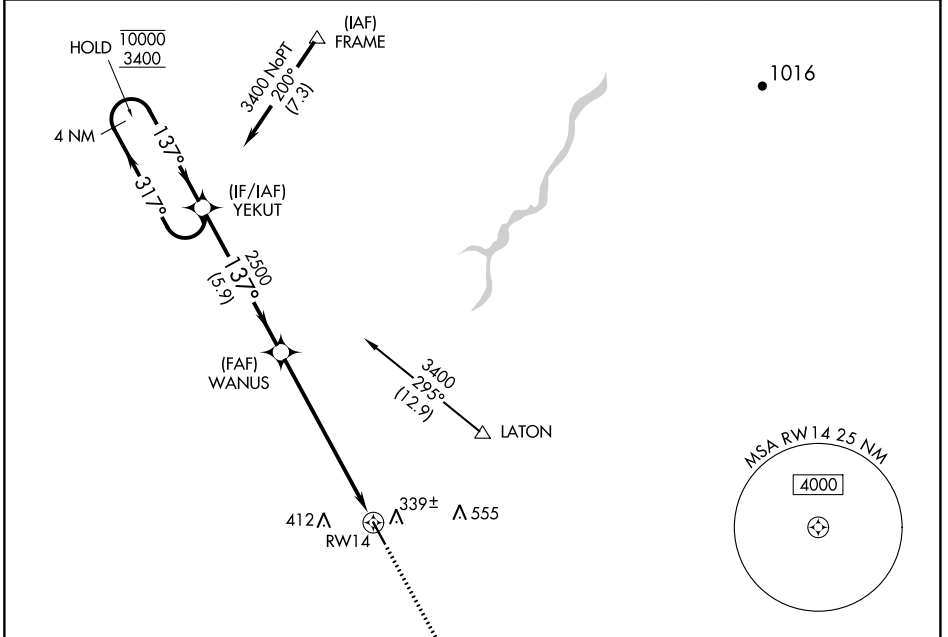 (IAF)
FRAME
HOLD
10000
3400
3400 NoPT
200°
(7.3)
1016
4 NM
137°
317°
(IF/IAF)
YEKUT
2500
137°
(5.9)
(FAF)
WANUS
3400
295°
(12.9)
LATON
MSA RW14 25 NM
4000
412
339±
555
RW14